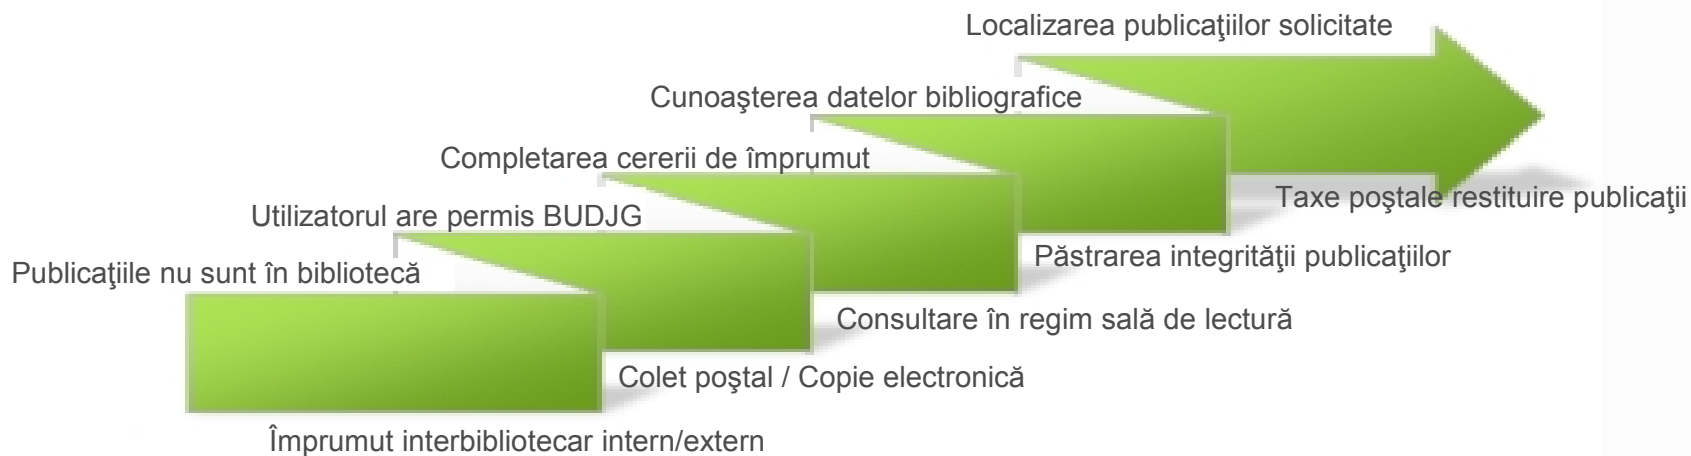 Localizarea publicaţiilor solicitate
Cunoaşterea datelor bibliografice
Completarea cererii de împrumut
Taxe poştale restituire publicaţii
Utilizatorul are permis BUDJG
Păstrarea integrităţii publicaţiilor
Publicaţiile nu sunt în bibliotecă
Consultare în regim sală de lectură
Colet poştal / Copie electronică
Împrumut interbibliotecar intern/extern